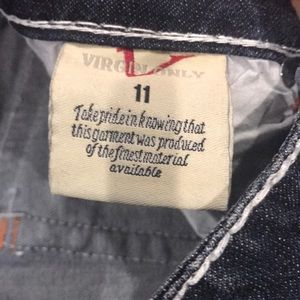 VIRGIN ONLY
11
Take pride in knowing that
this garment was produced
of the finest material
available